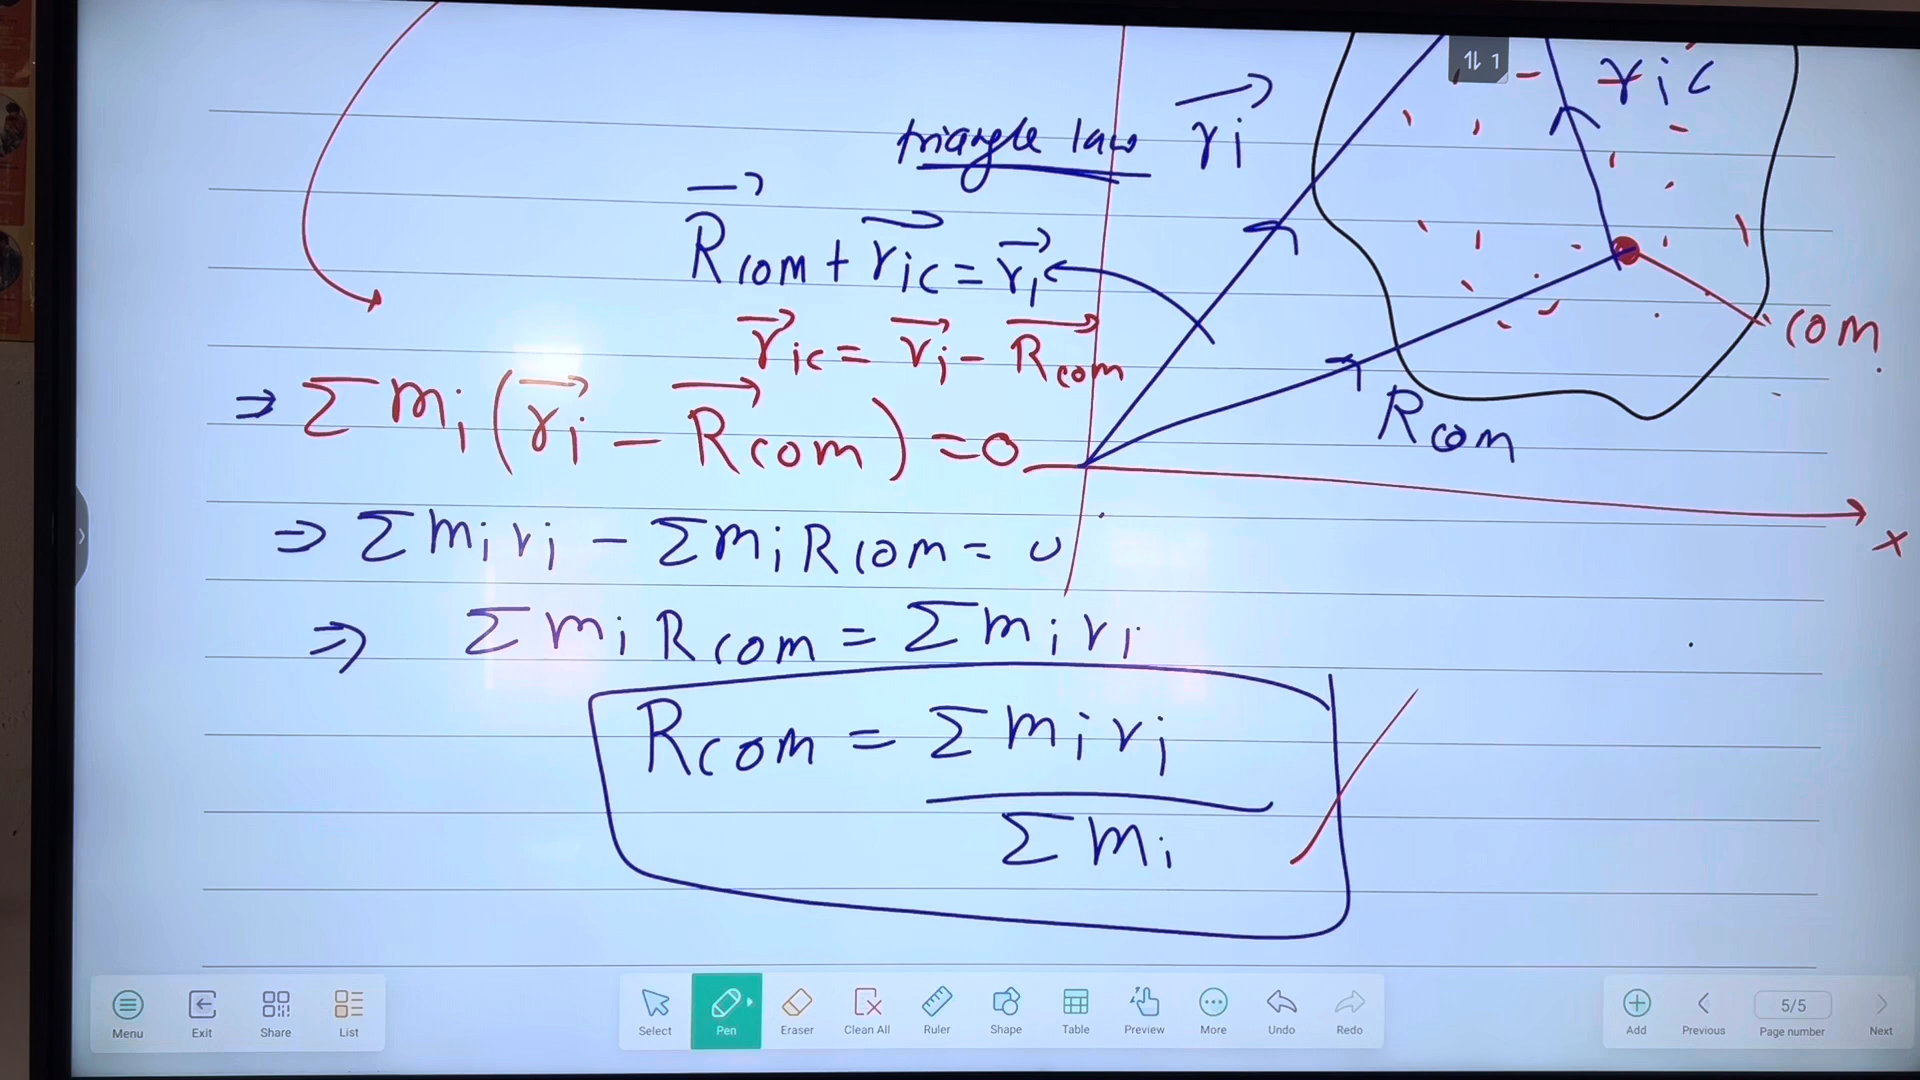 ⇅ 1
ric
triangle law ri
Rcom + ric = ri
com
ric = ri - Rcom
⇒ Σmi (ri - Rcom) = 0
Rcom
x
⇒ Σ mi ri - Σ mi Rcom = 0
⇒ Σ mi Rcom = Σ mi ri
Rcom = Σ mi ri
Σ mi
Menu Exit Share List Select Pen Eraser Clean All Ruler Shape Table Preview More Undo Redo Add Previous 5/5 Page number Next